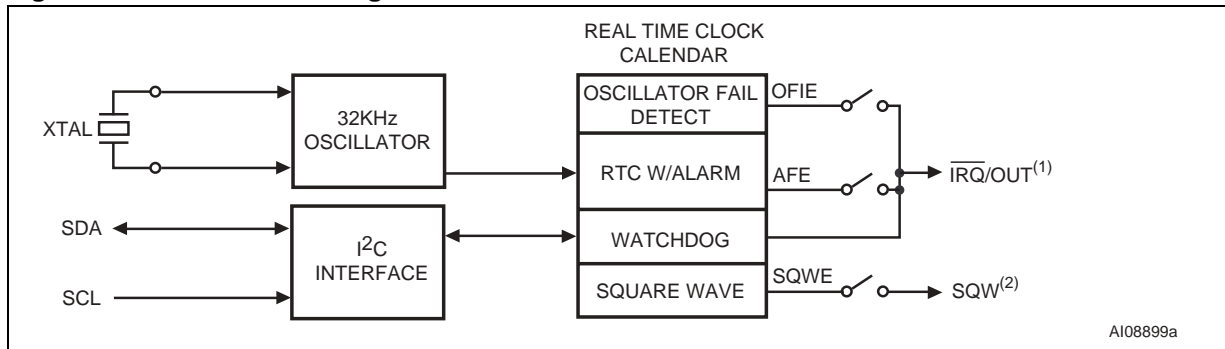 REAL TIME CLOCK
CALENDAR
XTAL
32KHz
OSCILLATOR
OSCILLATOR FAIL
DETECT
OFIE
RTC W/ALARM
AFE
IRQ/OUT(1)
SDA
SCL
I2C
INTERFACE
WATCHDOG
SQUARE WAVE
SQWE
SQW(2)
AI08899a